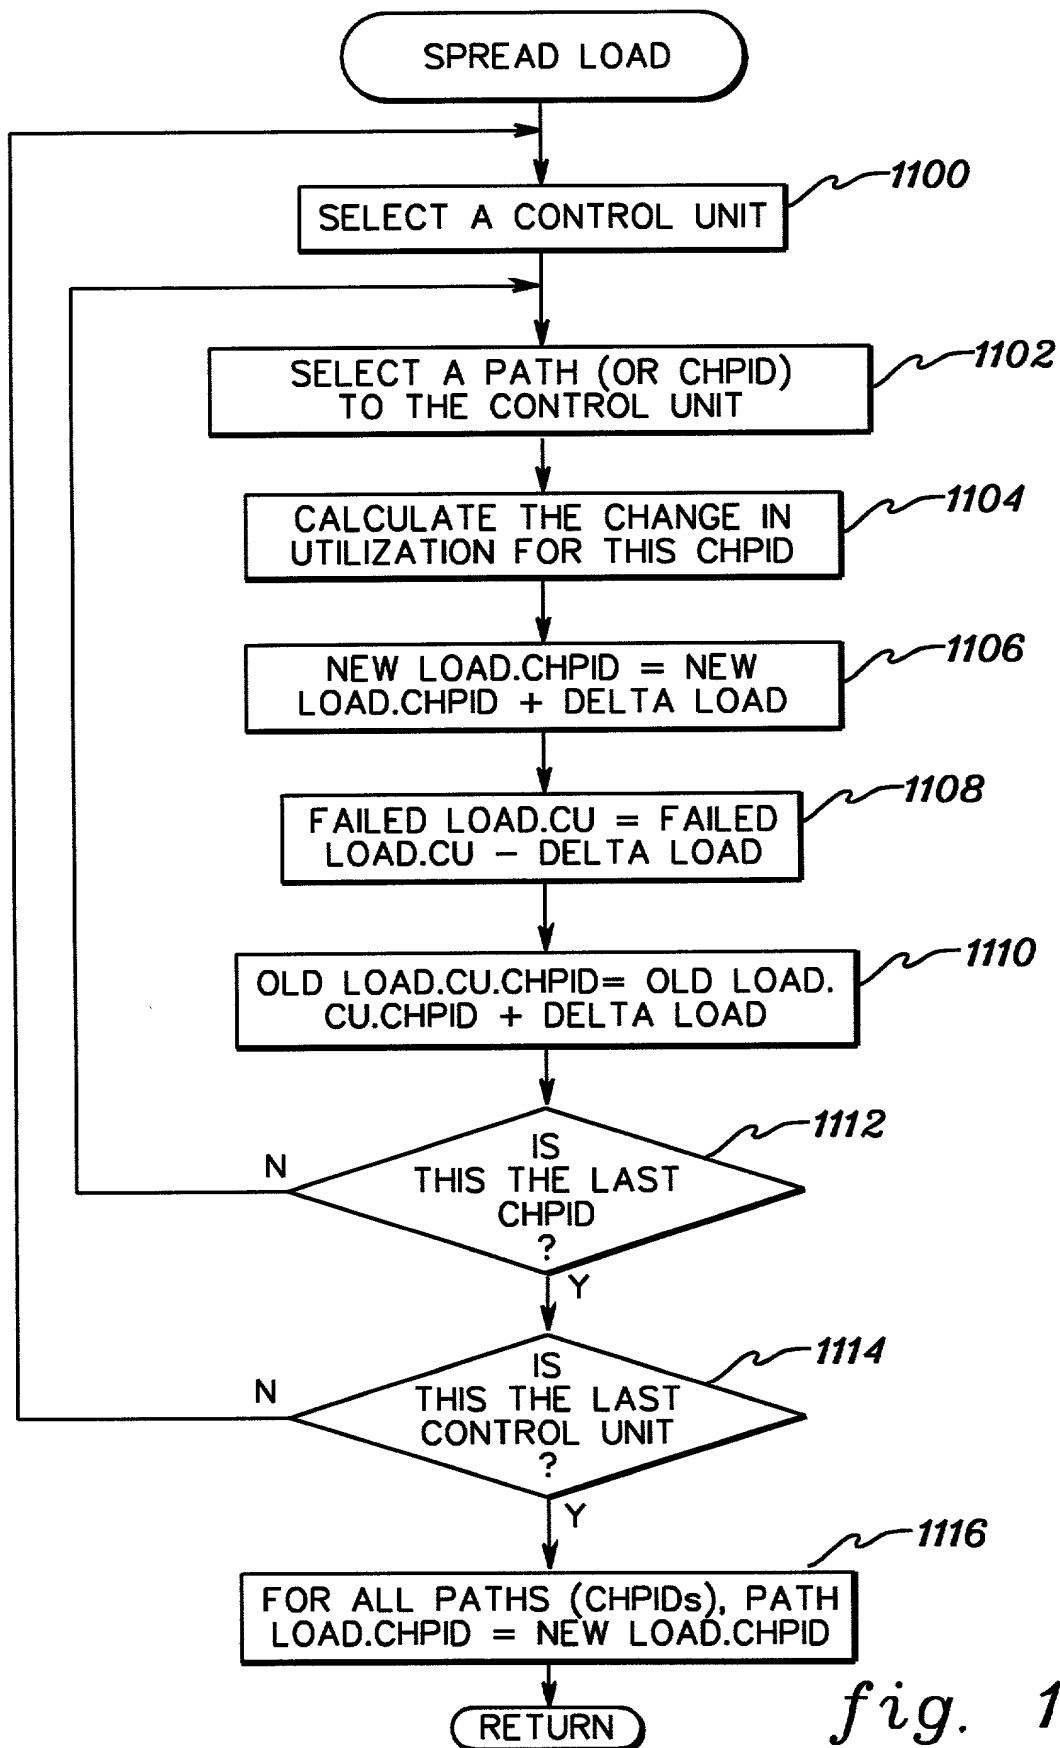 SPREAD LOAD
1100
SELECT A CONTROL UNIT
1102
SELECT A PATH (OR CHPID)
TO THE CONTROL UNIT
1104
CALCULATE THE CHANGE IN
UTILIZATION FOR THIS CHPID
1106
NEW LOAD.CHPID = NEW
LOAD.CHPID + DELTA LOAD
1108
FAILED LOAD.CU = FAILED
LOAD.CU - DELTA LOAD
1110
OLD LOAD.CU.CHPID= OLD LOAD.
CU.CHPID + DELTA LOAD
1112
IS
THIS THE LAST
CHPID
?
N
Y
1114
IS
THIS THE LAST
CONTROL UNIT
?
N
Y
1116
FOR ALL PATHS (CHPIDs), PATH
LOAD.CHPID = NEW LOAD.CHPID
RETURN
fig. 1